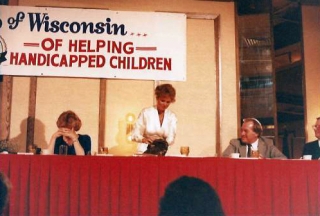 of Wisconsin...
OF HELPING
HANDICAPPED CHILDREN